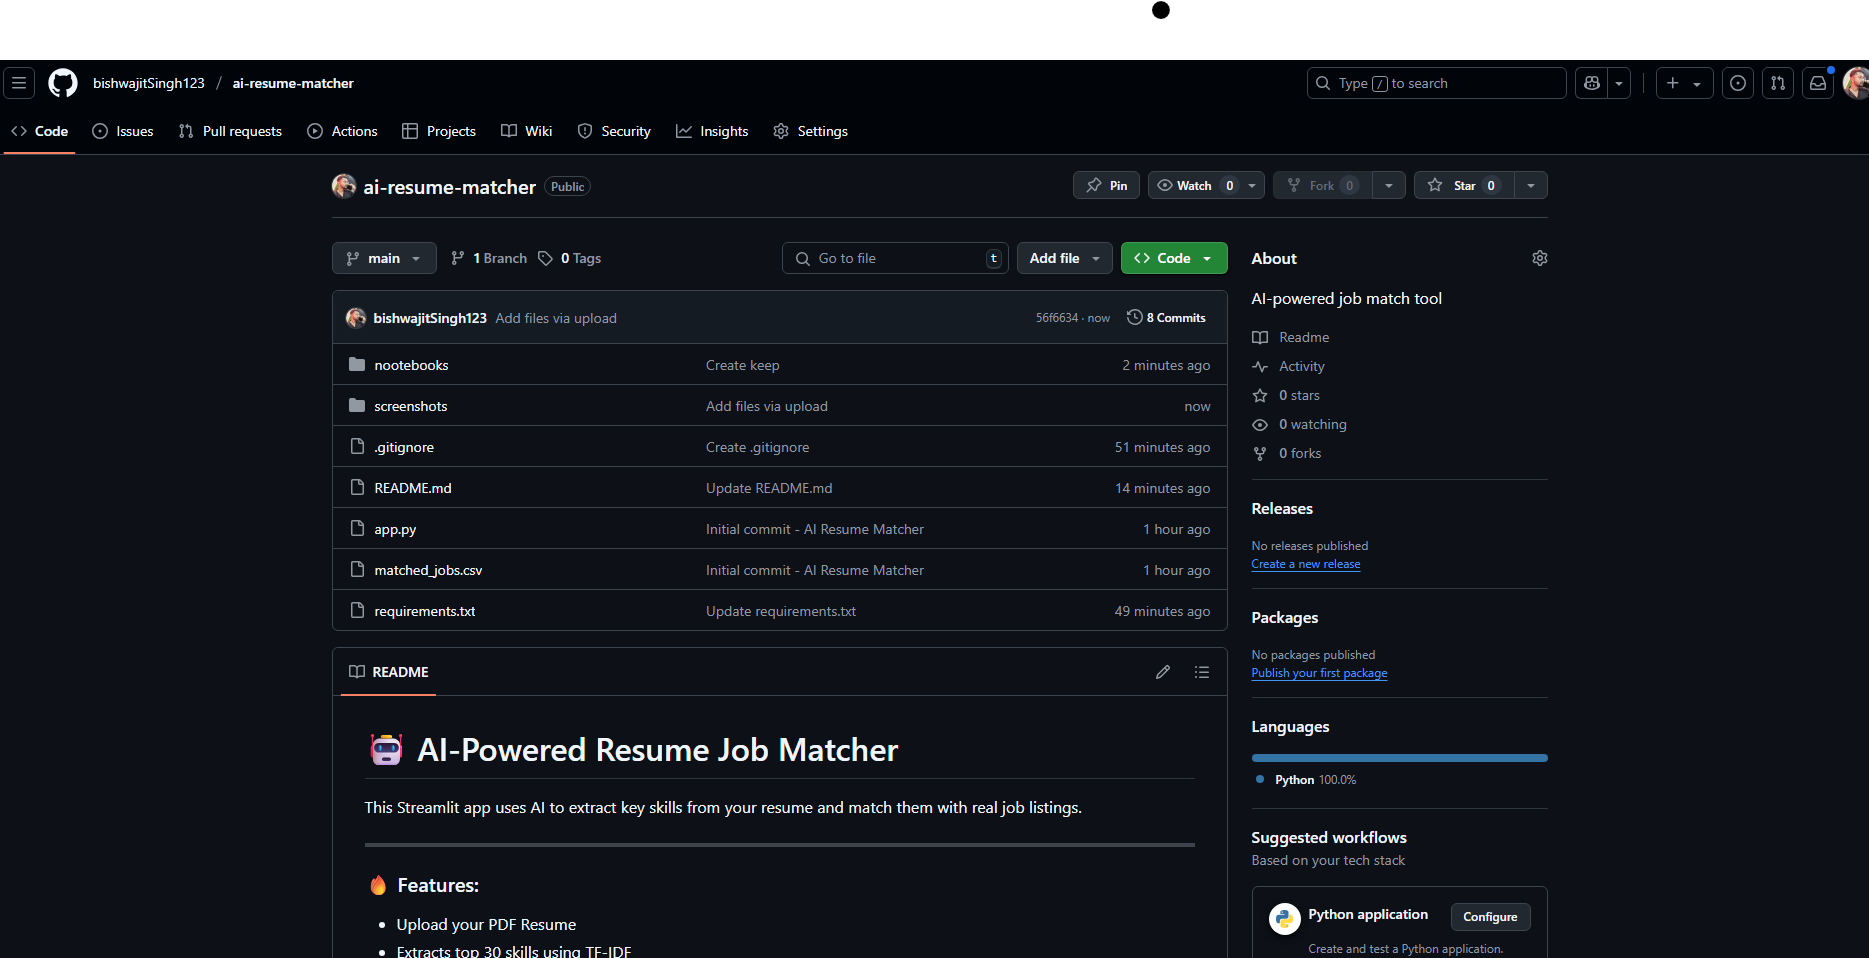 bishwajitSingh123 / ai-resume-matcher
Type / to search
Code Issues Pull requests Actions Projects Wiki Security Insights Settings
ai-resume-matcher Public
Pin Watch 0 Fork 0 Star 0
main 1 Branch 0 Tags
Go to file t Add file Code
bishwajitSingh123 Add files via upload 56f6634 · now 8 Commits
nootebooks Create keep 2 minutes ago
screenshots Add files via upload now
.gitignore Create .gitignore 51 minutes ago
README.md Update README.md 14 minutes ago
app.py Initial commit - AI Resume Matcher 1 hour ago
matched_jobs.csv Initial commit - AI Resume Matcher 1 hour ago
requirements.txt Update requirements.txt 49 minutes ago
README
AI-Powered Resume Job Matcher
This Streamlit app uses AI to extract key skills from your resume and match them with real job listings.
Features:
• Upload your PDF Resume
• Extracts top 30 skills using TF-IDF
About
AI-powered job match tool
Readme
Activity
0 stars
0 watching
0 forks
Releases
No releases published
Create a new release
Packages
No packages published
Publish your first package
Languages
Python 100.0%
Suggested workflows
Based on your tech stack
Python application Configure
Create and test a Python application.